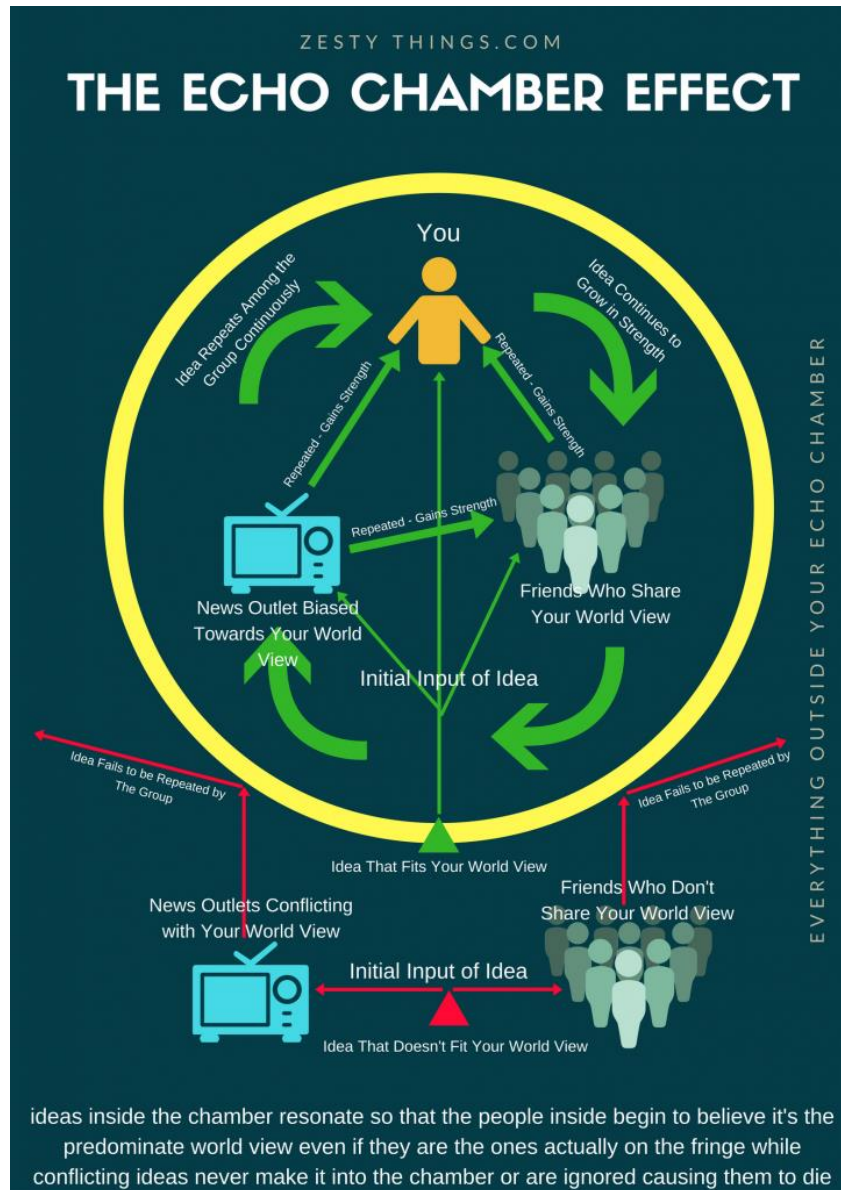 ZESTY THINGS.COM
THE ECHO CHAMBER EFFECT
You
Idea Repeats Among the
Group Continuously
Idea Continues to
Grow in Strength
Repeated - Gains Strength
Repeated - Gains Strength
Repeated - Gains Strength
News Outlet Biased
Towards Your World
View
Friends Who Share
Your World View
Initial Input of Idea
EVERYTHING OUTSIDE YOUR ECHO CHAMBER
Idea Fails to be Repeated by
The Group
Idea Fails to be Repeated by
The Group
Idea That Fits Your World View
News Outlets Conflicting
with Your World View
Friends Who Don't
Share Your World View
Initial Input of Idea
Idea That Doesn't Fit Your World View
ideas inside the chamber resonate so that the people inside begin to believe it's the
predominate world view even if they are the ones actually on the fringe while
conflicting ideas never make it into the chamber or are ignored causing them to die